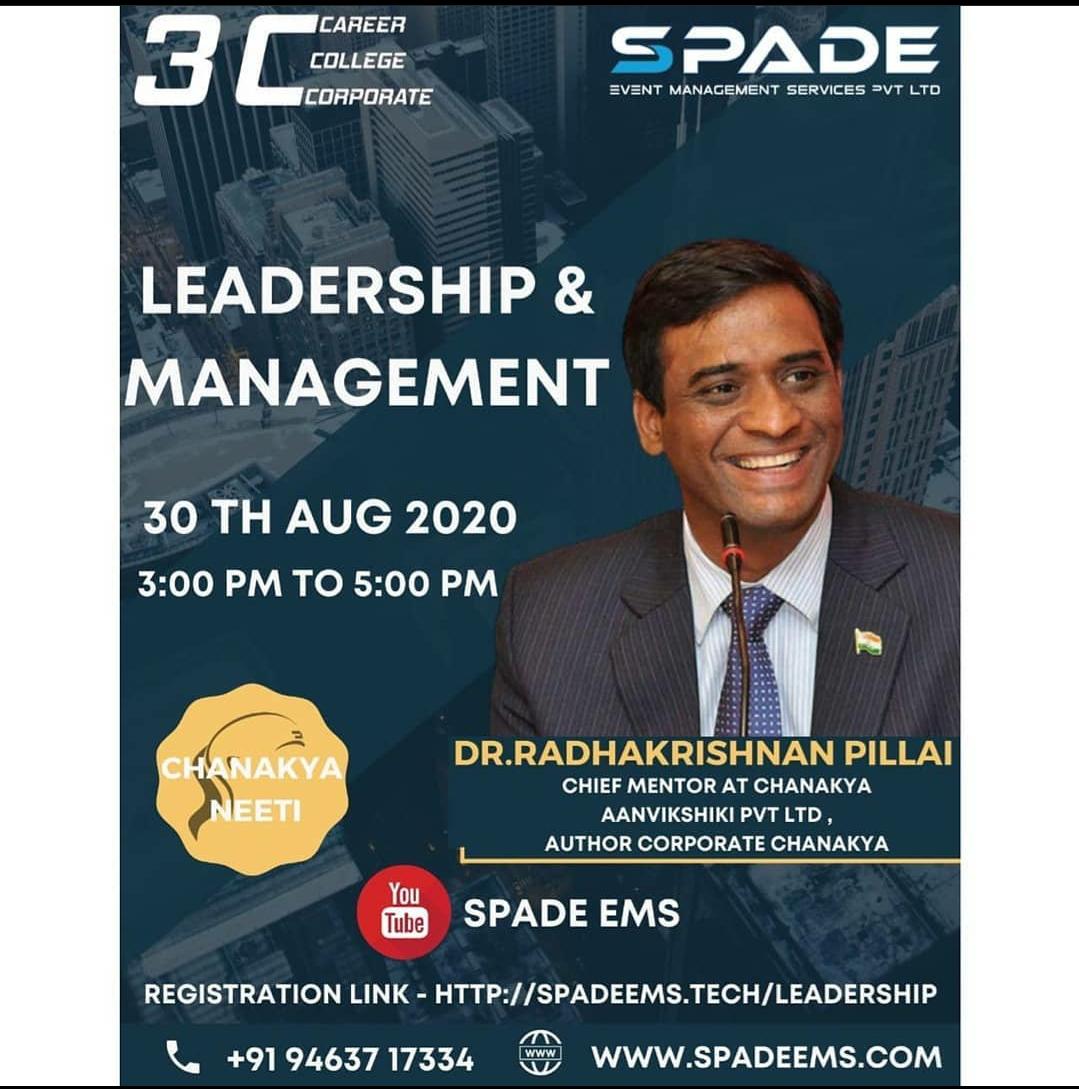 3C CAREER
COLLEGE
CORPORATE
SPADE
EVENT MANAGEMENT SERVICES PVT LTD
LEADERSHIP &
MANAGEMENT
30 TH AUG 2020
3:00 PM TO 5:00 PM
CHANAKYA
NEETI
DR.RADHAKRISHNAN PILLAI
CHIEF MENTOR AT CHANAKYA
AANVIKSHIKI PVT LTD ,
AUTHOR CORPORATE CHANAKYA
You
Tube
SPADE EMS
REGISTRATION LINK - HTTP://SPADEEMS.TECH/LEADERSHIP
+91 94637 17334
WWW
WWW.SPADEEMS.COM